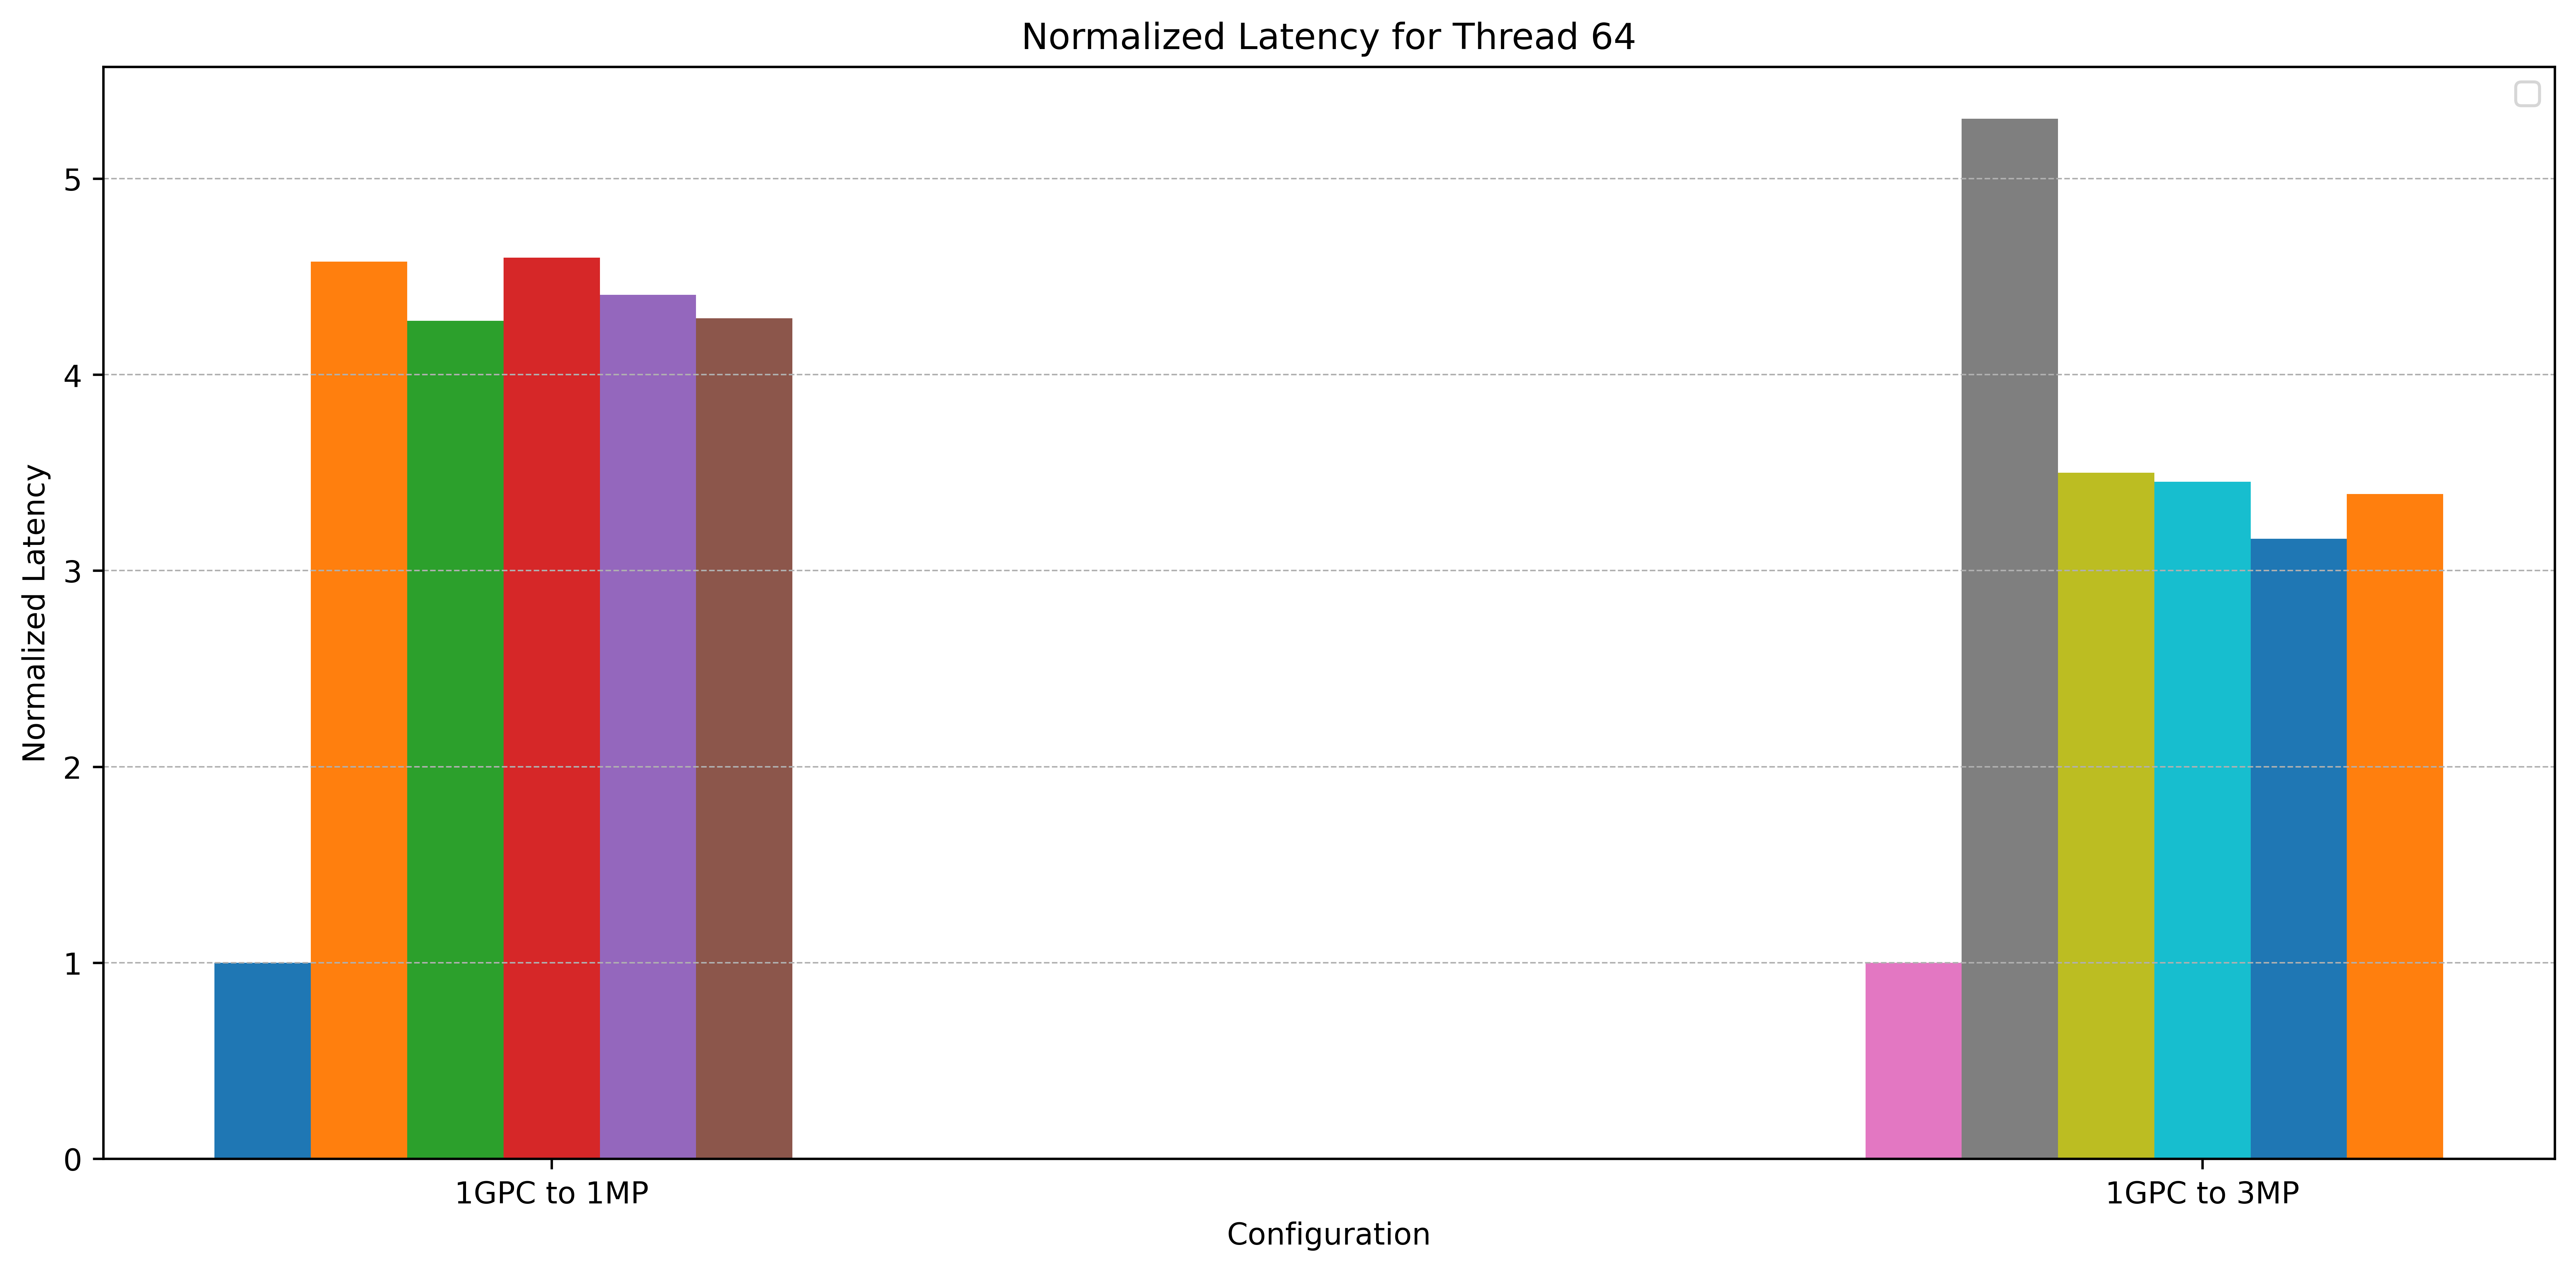 Normalized Latency for Thread 64
Normalized Latency
5
4
3
2
1
0
1GPC to 1MP
1GPC to 3MP
Configuration